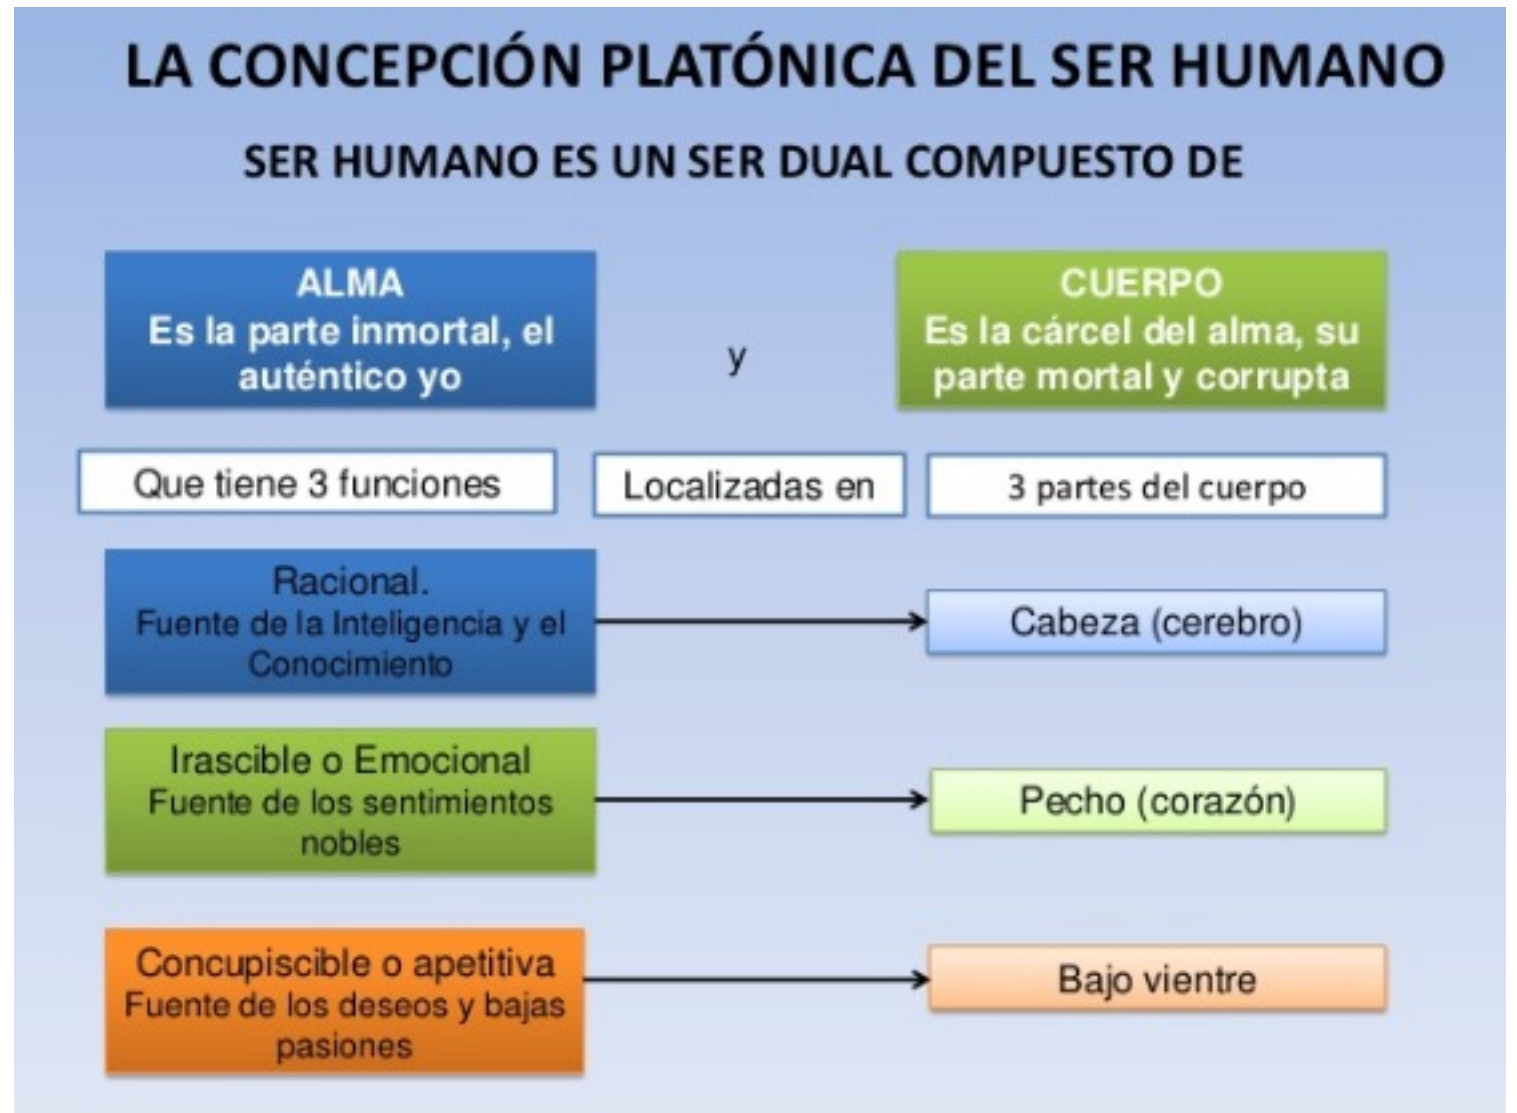 LA CONCEPCIÓN PLATÓNICA DEL SER HUMANO
SER HUMANO ES UN SER DUAL COMPUESTO DE
ALMA
Es la parte inmortal, el
auténtico yo
y
CUERPO
Es la cárcel del alma, su
parte mortal y corrupta
Que tiene 3 funciones
Localizadas en
3 partes del cuerpo
Racional.
Fuente de la Inteligencia y el
Conocimiento
Cabeza (cerebro)
Irascible o Emocional
Fuente de los sentimientos
nobles
Pecho (corazón)
Concupiscible o apetitiva
Fuente de los deseos y bajas
pasiones
Bajo vientre